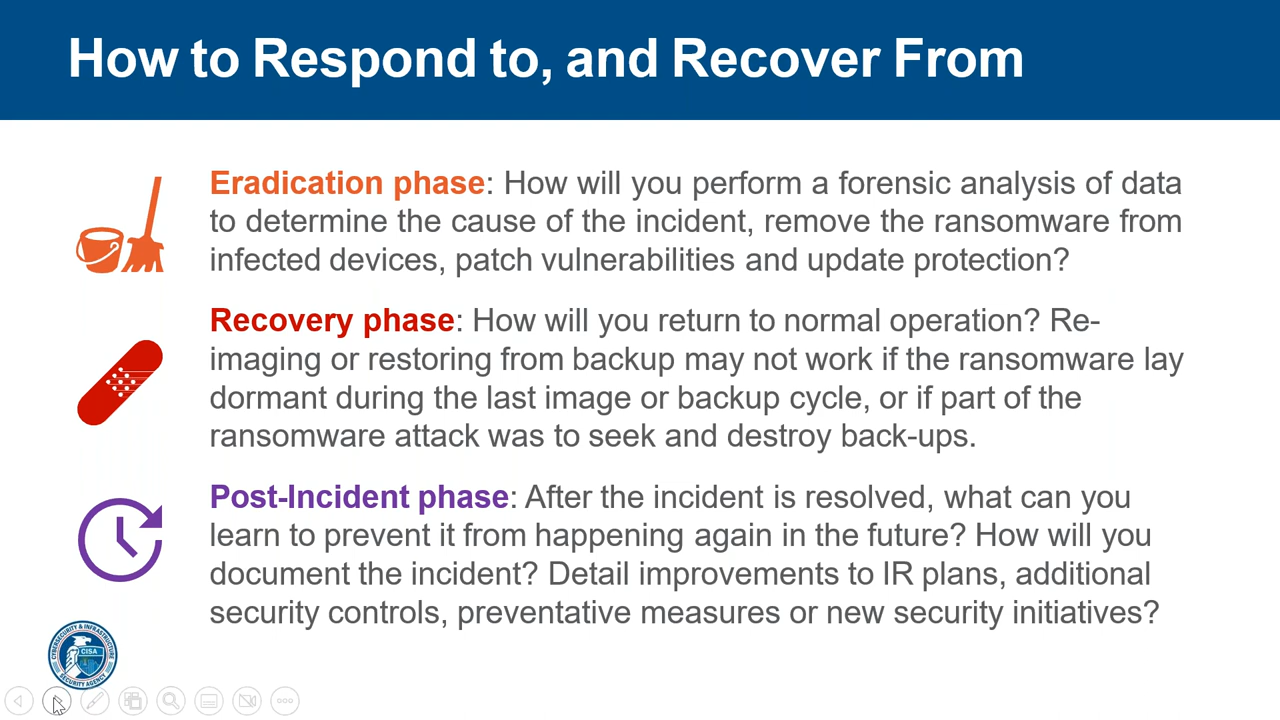 How to Respond to, and Recover From
Eradication phase: How will you perform a forensic analysis of data
to determine the cause of the incident, remove the ransomware from
infected devices, patch vulnerabilities and update protection?
Recovery phase: How will you return to normal operation? Re-
imaging or restoring from backup may not work if the ransomware lay
dormant during the last image or backup cycle, or if part of the
ransomware attack was to seek and destroy back-ups.
Post-Incident phase: After the incident is resolved, what can you
learn to prevent it from happening again in the future? How will you
document the incident? Detail improvements to IR plans, additional
security controls, preventative measures or new security initiatives?
CYBERSECURITY & INFRASTRUCTURE
CISA
SECURITY AGENCY